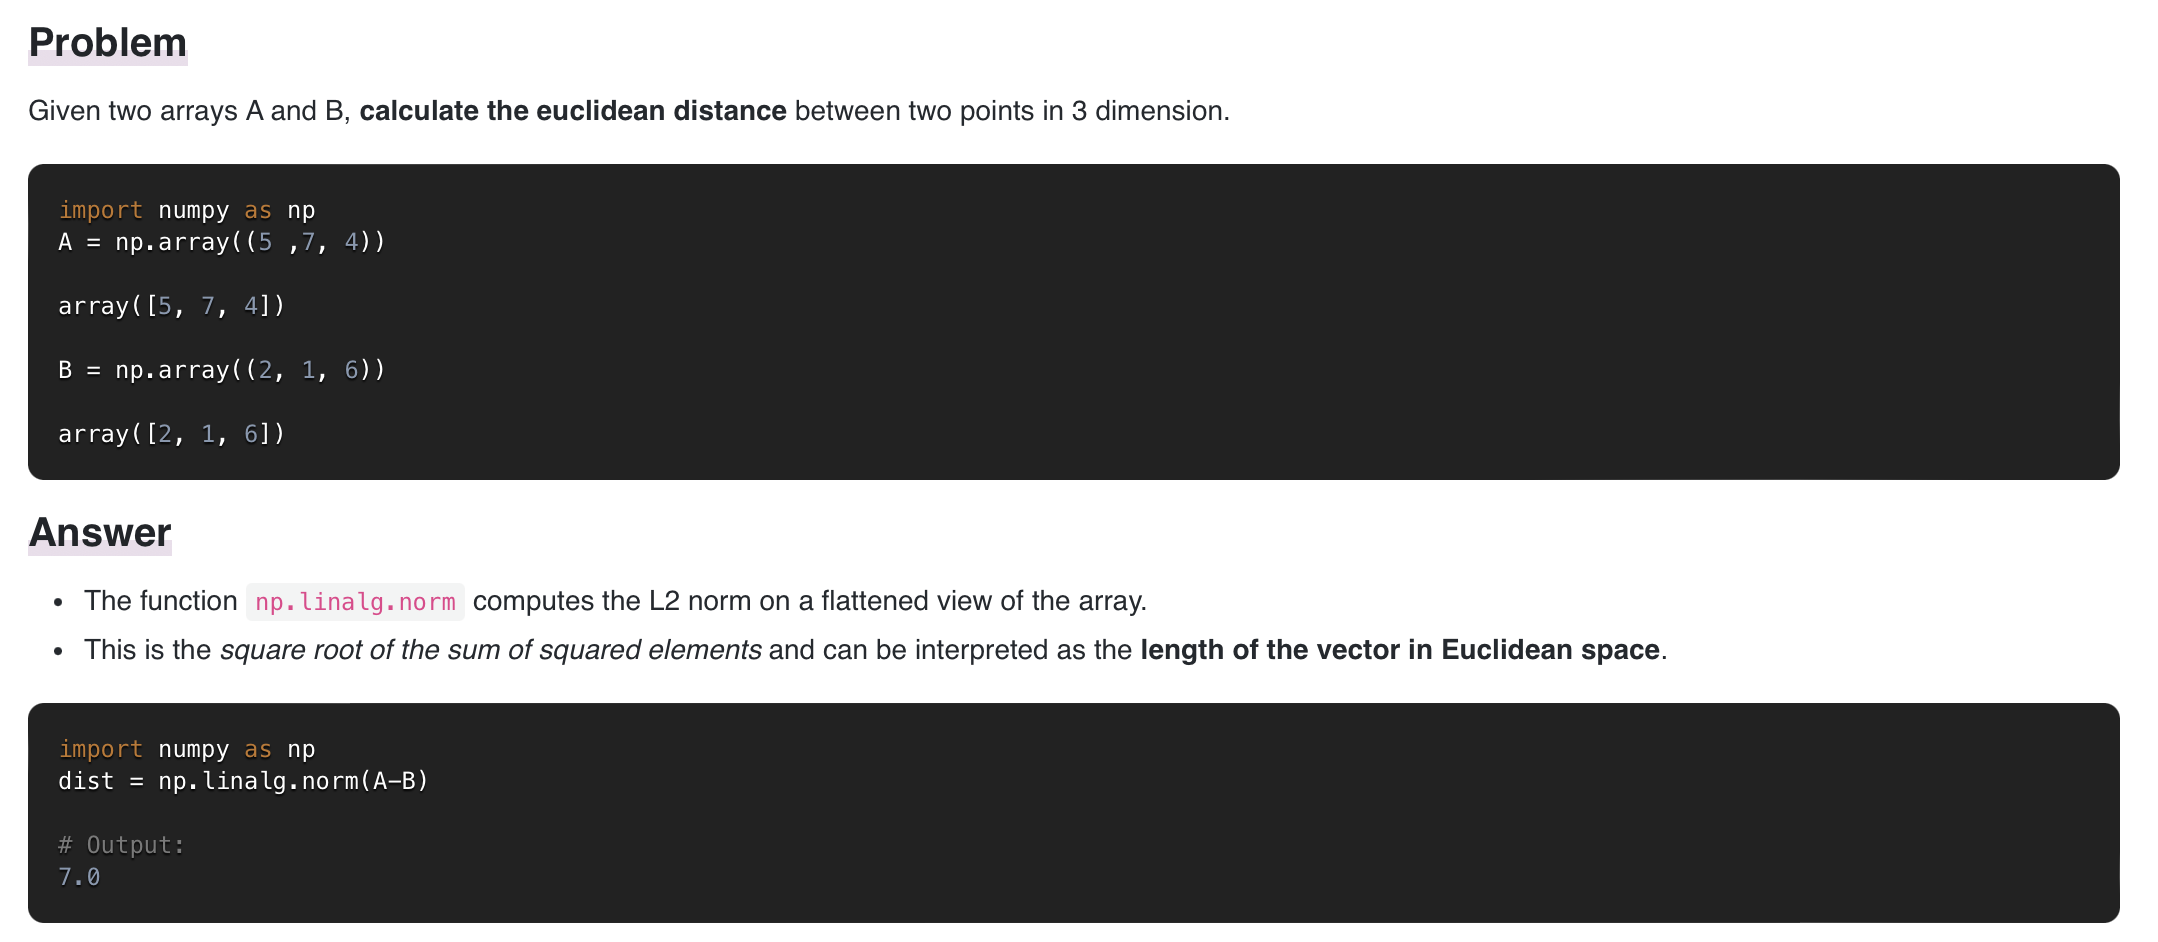 Problem
Given two arrays A and B, calculate the euclidean distance between two points in 3 dimension.
import numpy as np
A = np.array((5 ,7, 4))
array([5, 7, 4])
B = np.array((2, 1, 6))
array([2, 1, 6])
Answer
• The function np.linalg.norm computes the L2 norm on a flattened view of the array.
• This is the square root of the sum of squared elements and can be interpreted as the length of the vector in Euclidean space.
import numpy as np
dist = np.linalg.norm(A-B)
# Output:
7.0